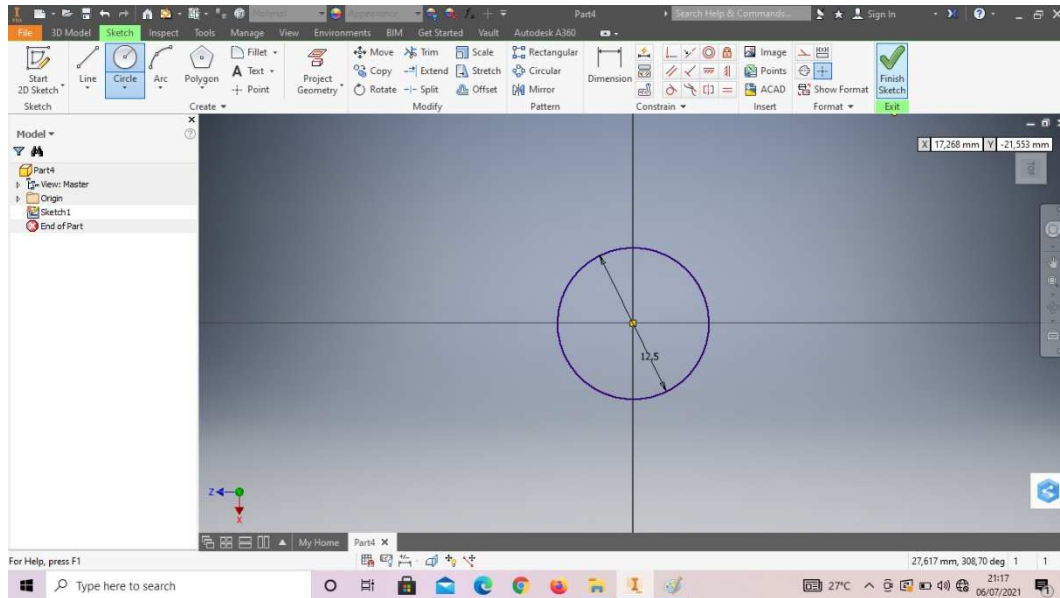 I PRO Material Appearance fx Part4 Search Help & Commands... Sign In
File 3D Model Sketch Inspect Tools Manage View Environments BIM Get Started Vault Autodesk A360
Start 2D Sketch Line Circle Arc Polygon Fillet Text Point Project Geometry Move Trim Scale Copy Extend Stretch Rotate Split Offset Rectangular Circular Mirror Dimension Image Points ACAD Show Format Finish Sketch
Sketch Create Modify Pattern Constrain Insert Format Exit
Model
Part4
View: Master
Origin
Sketch1
End of Part
X 17,268 mm Y -21,553 mm
TOP
12,5
Z
X
My Home Part4
For Help, press F1 27,617 mm, 308,70 deg 1 1
Type here to search 27°C 21:17
06/07/2021